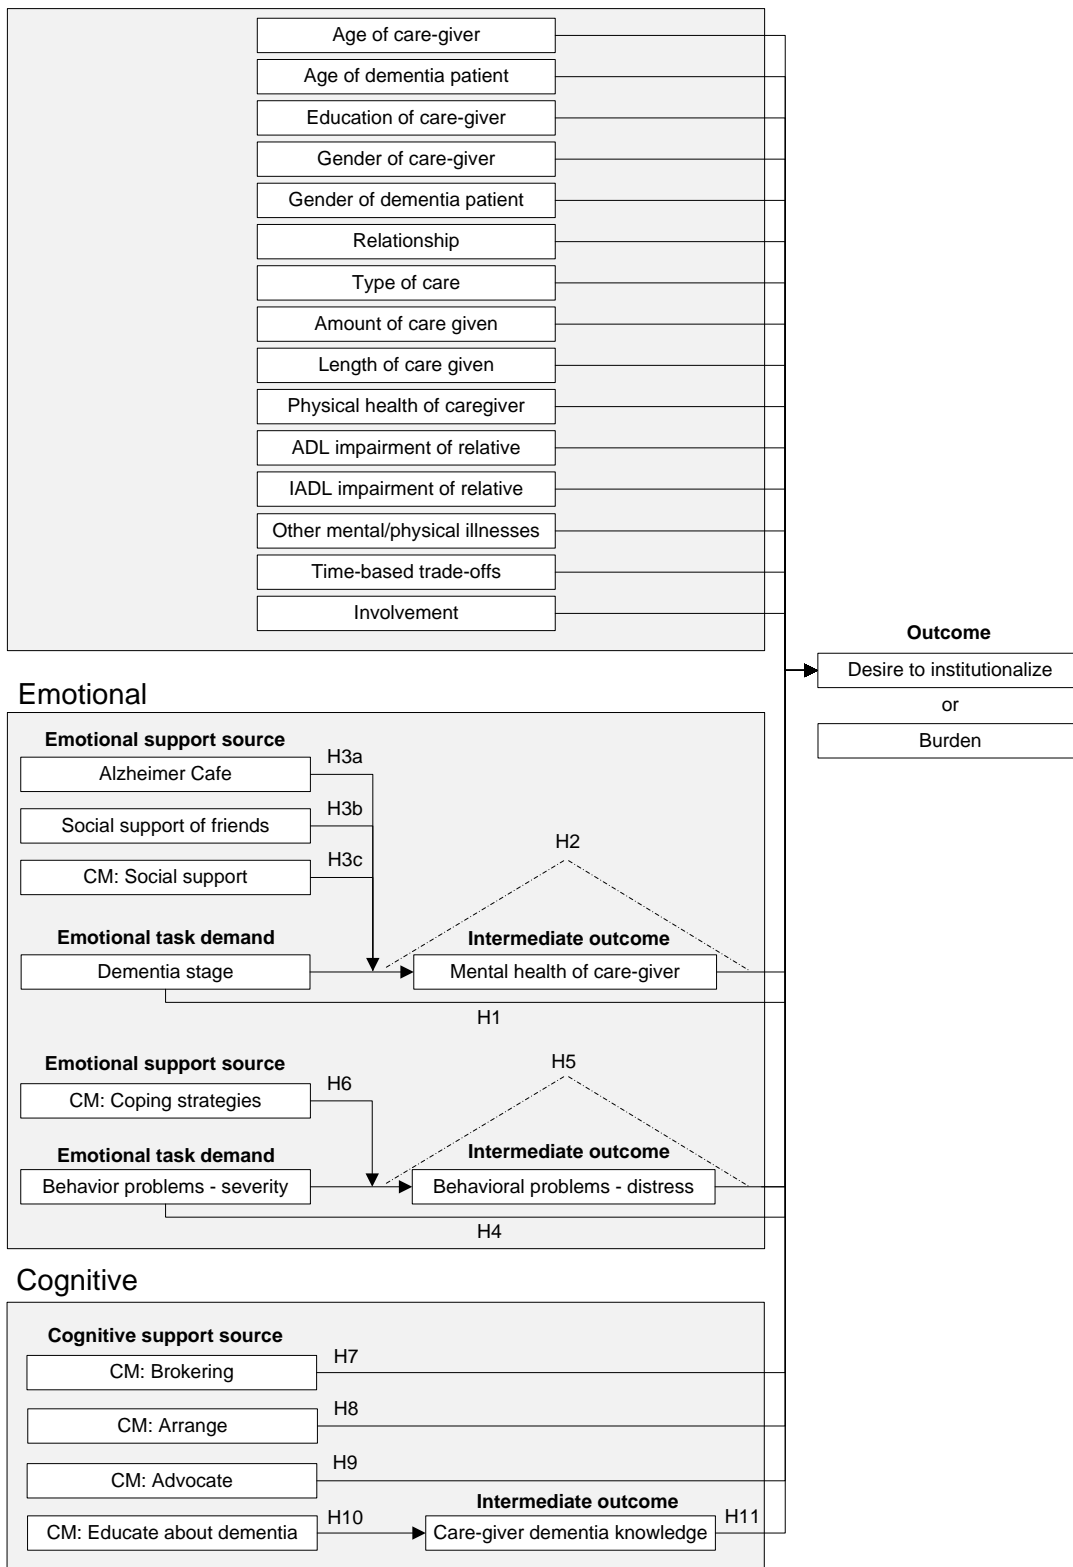 Age of care-giver
Age of dementia patient
Education of care-giver
Gender of care-giver
Gender of dementia patient
Relationship
Type of care
Amount of care given
Length of care given
Physical health of caregiver
ADL impairment of relative
IADL impairment of relative
Other mental/physical illnesses
Time-based trade-offs
Involvement
Outcome
Desire to institutionalize
or
Burden
Emotional
Emotional support source
H3a
Alzheimer Cafe
H3b
Social support of friends
H3c
CM: Social support
H2
Emotional task demand
Intermediate outcome
Dementia stage
Mental health of care-giver
H1
Emotional support source
H5
H6
CM: Coping strategies
Emotional task demand
Intermediate outcome
Behavior problems - severity
Behavioral problems - distress
H4
Cognitive
Cognitive support source
H7
CM: Brokering
H8
CM: Arrange
H9
CM: Advocate
Intermediate outcome
H10
H11
CM: Educate about dementia
Care-giver dementia knowledge